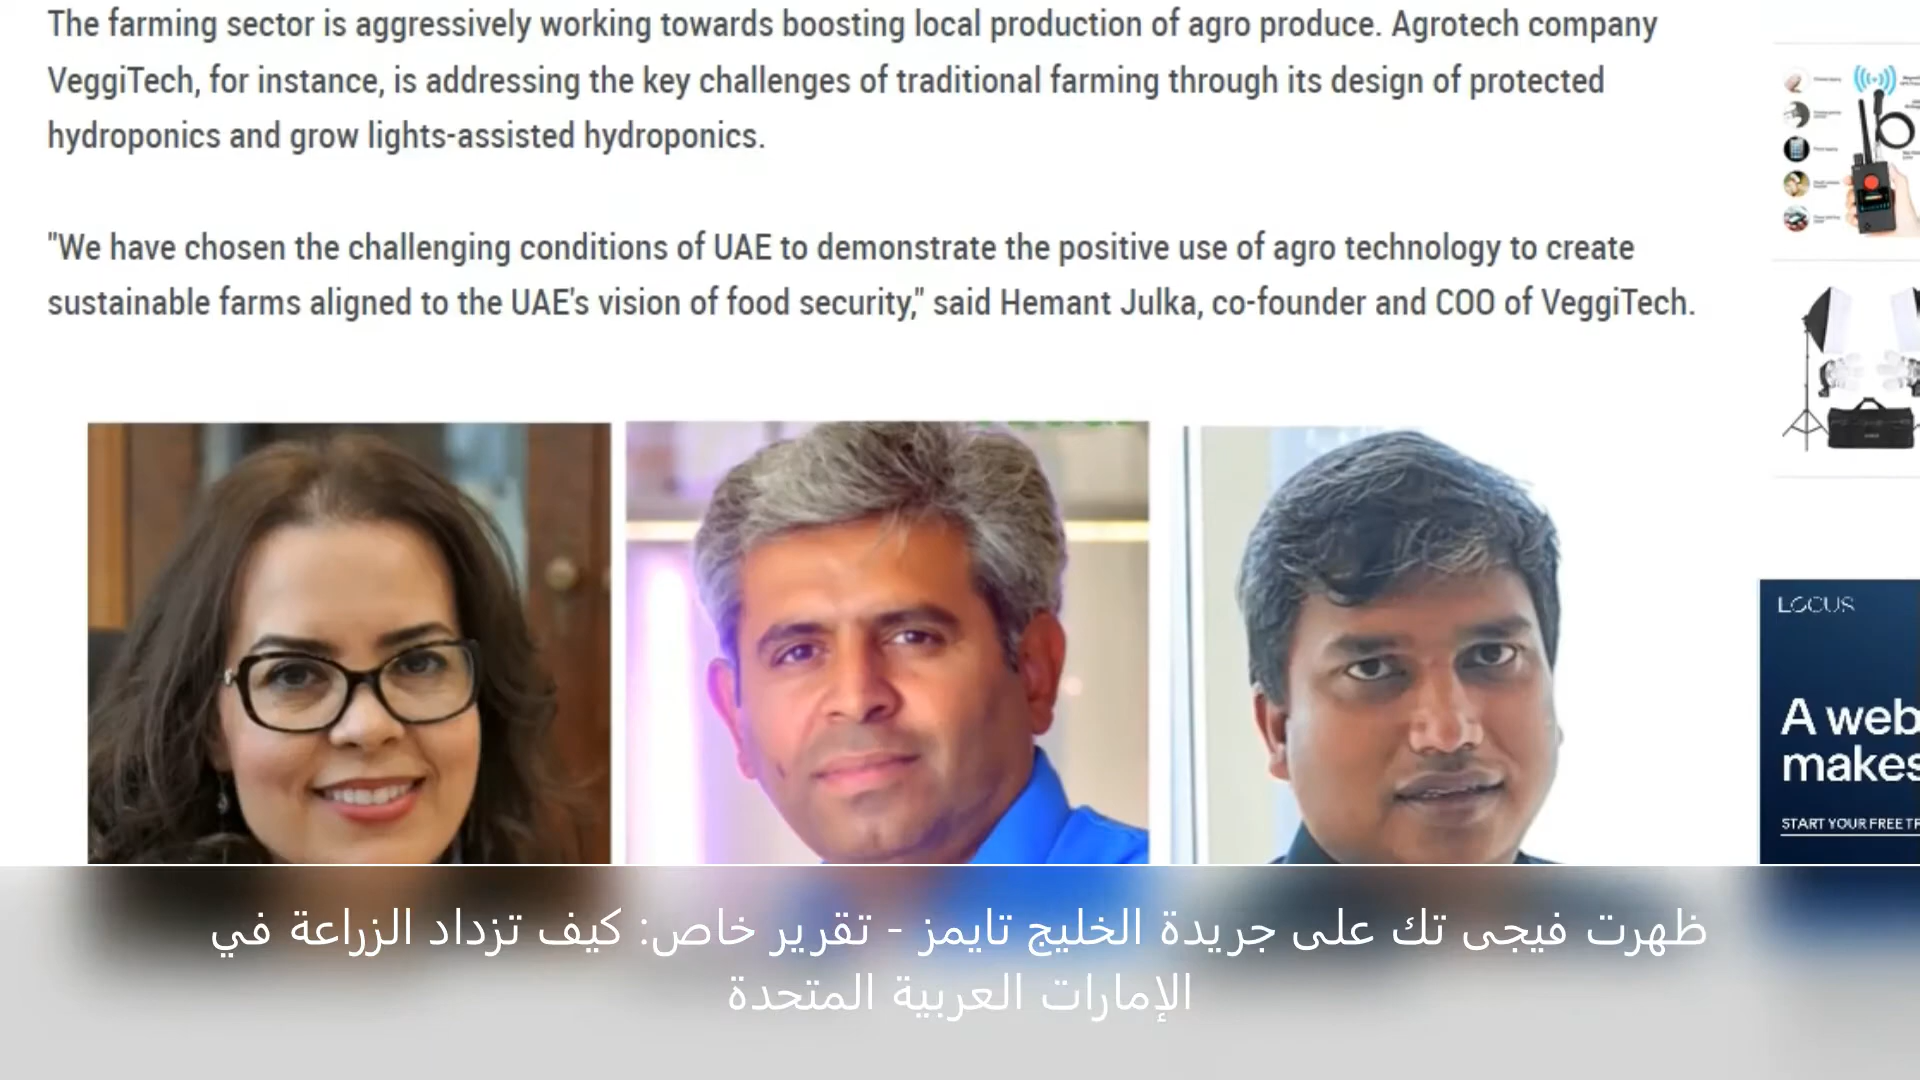 The farming sector is aggressively working towards boosting local production of agro produce. Agrotech company
VeggiTech, for instance, is addressing the key challenges of traditional farming through its design of protected
hydroponics and grow lights-assisted hydroponics.
"We have chosen the challenging conditions of UAE to demonstrate the positive use of agro technology to create
sustainable farms aligned to the UAE's vision of food security," said Hemant Julka, co-founder and COO of VeggiTech.
LOCUS
A web
makes
START YOUR FREE
ظهرت فيجى تك على جريدة الخليج تايمز - تقرير خاص: كيف تزداد الزراعة في
الإمارات العربية المتحدة